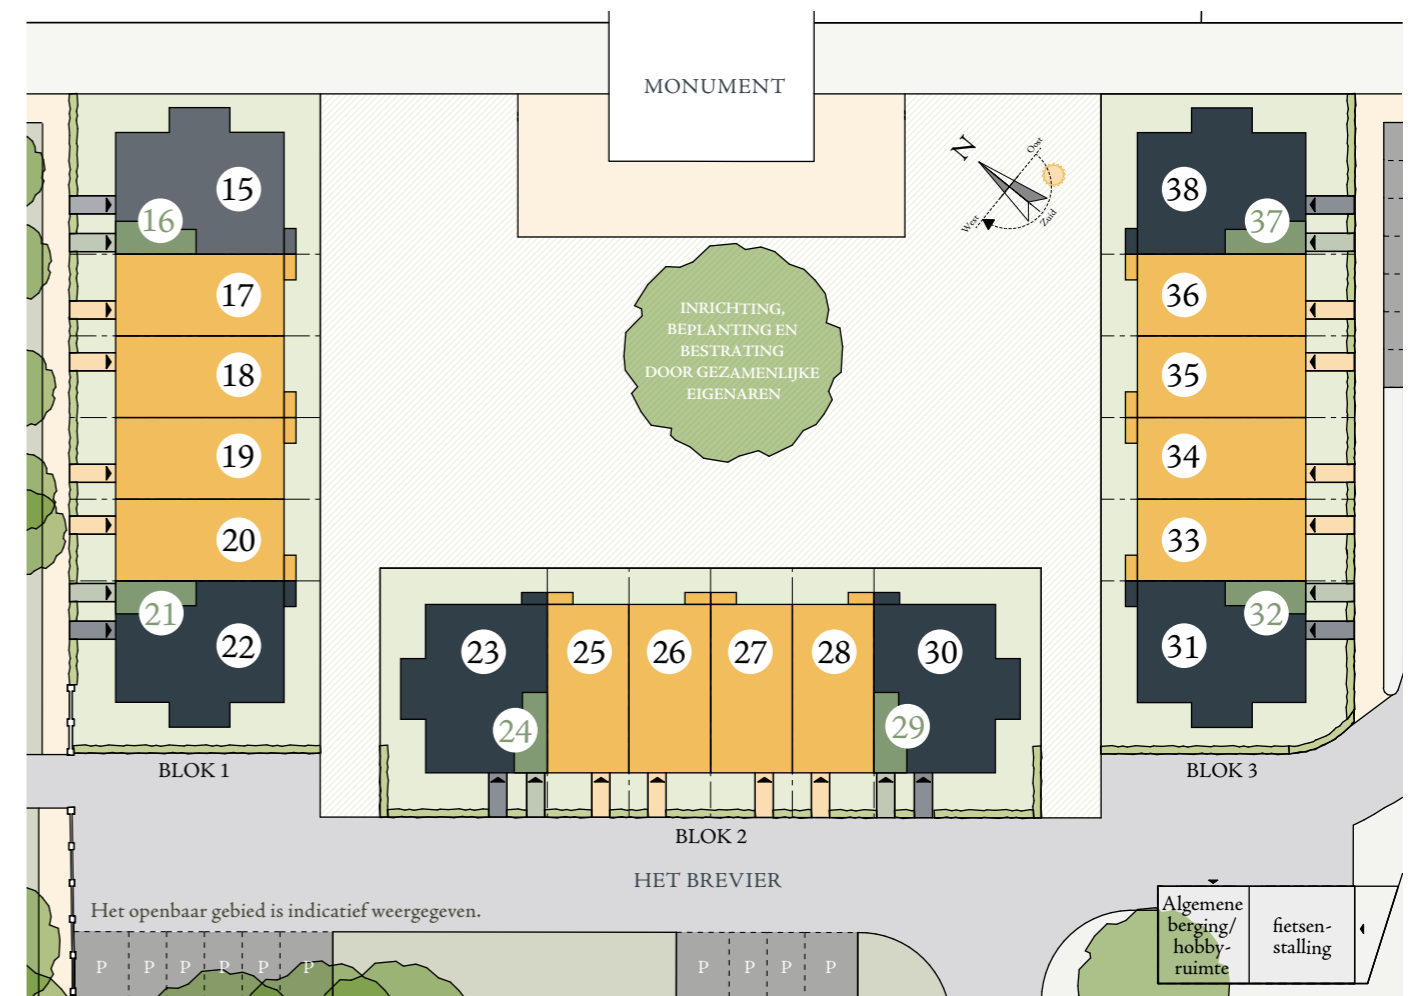 MONUMENT
N
Oost
West
Zuid
15
16
17
18
19
20
21
22
38
37
36
35
34
33
32
31
INRICHTING,
BEPLANTING EN
BESTRATING
DOOR GEZAMENLIJKE
EIGENAREN
23
24
25
26
27
28
29
30
BLOK 1
BLOK 2
BLOK 3
HET BREVIER
Het openbaar gebied is indicatief weergegeven.
P P P P P P
P P P P
Algemene
berging/
hobby-
ruimte
fietsen-
stalling